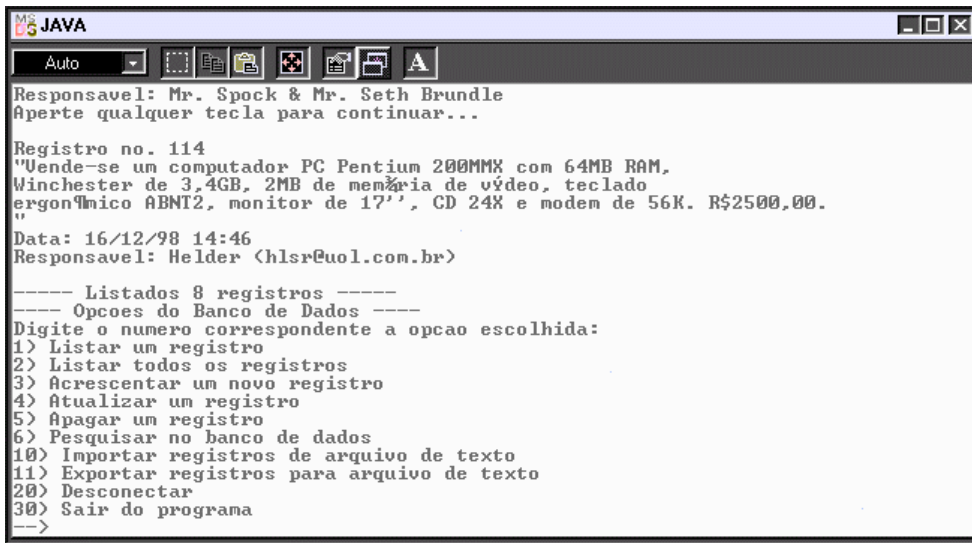 MS DOS JAVA
Auto
A
Responsavel: Mr. Spock & Mr. Seth Brundle
Aperte qualquer tecla para continuar...
Registro no. 114
"Vende-se um computador PC Pentium 200MMX com 64MB RAM,
Winchester de 3,4GB, 2MB de mem¾ria de vÝdeo, teclado
ergon¶mico ABNT2, monitor de 17'', CD 24X e modem de 56K. R$2500,00.
"
Data: 16/12/98 14:46
Responsavel: Helder (hlsr@uol.com.br)
----- Listados 8 registros -----
---- Opcoes do Banco de Dados ----
Digite o numero correspondente a opcao escolhida:
1) Listar um registro
2) Listar todos os registros
3) Acrescentar um novo registro
4) Atualizar um registro
5) Apagar um registro
6) Pesquisar no banco de dados
10) Importar registros de arquivo de texto
11) Exportar registros para arquivo de texto
20) Desconectar
30) Sair do programa
-->